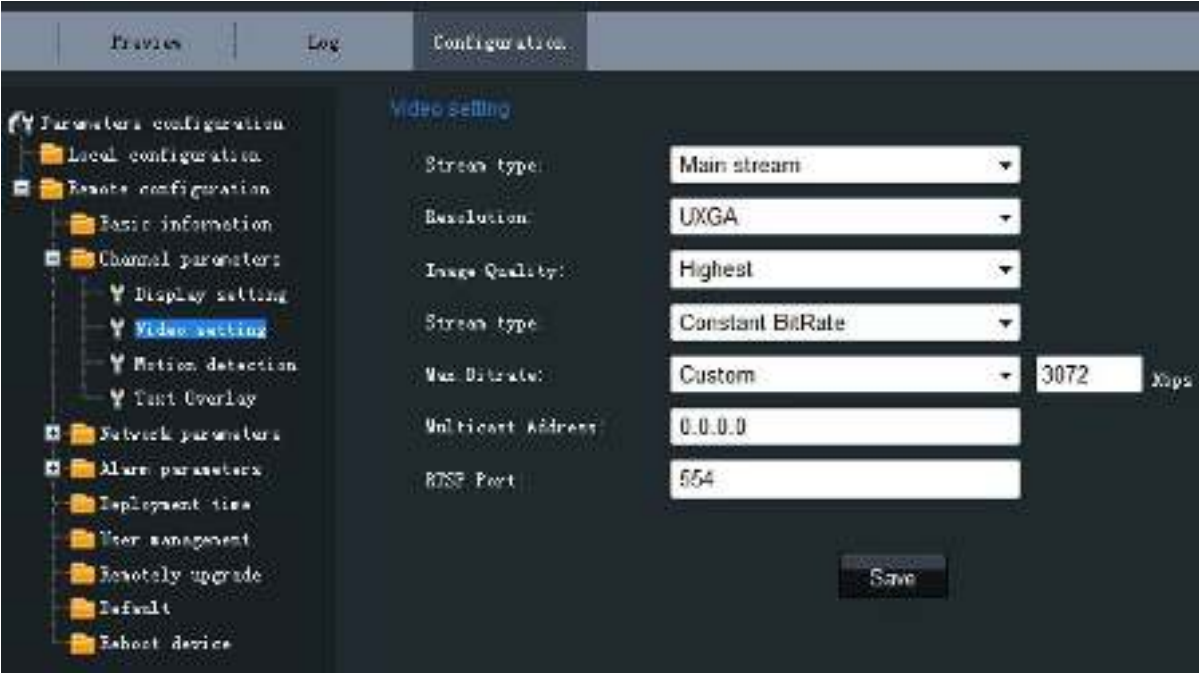 Preview Log Configuration
Video setting
Parameters configuration
Local configuration
Remote configuration
Basic information
Channel parameters
Display setting
Video setting
Motion detection
Text Overlay
Network parameters
Alarm parameters
Deployment time
User management
Remotely upgrade
Default
Reboot device
Stream type: Main stream
Resolution: UXGA
Image Quality: Highest
Stream type Constant BitRate
Max Bitrate: Custom 3072 Kbps
Multicast Address: 0.0.0.0
RTSP Port 554
Save